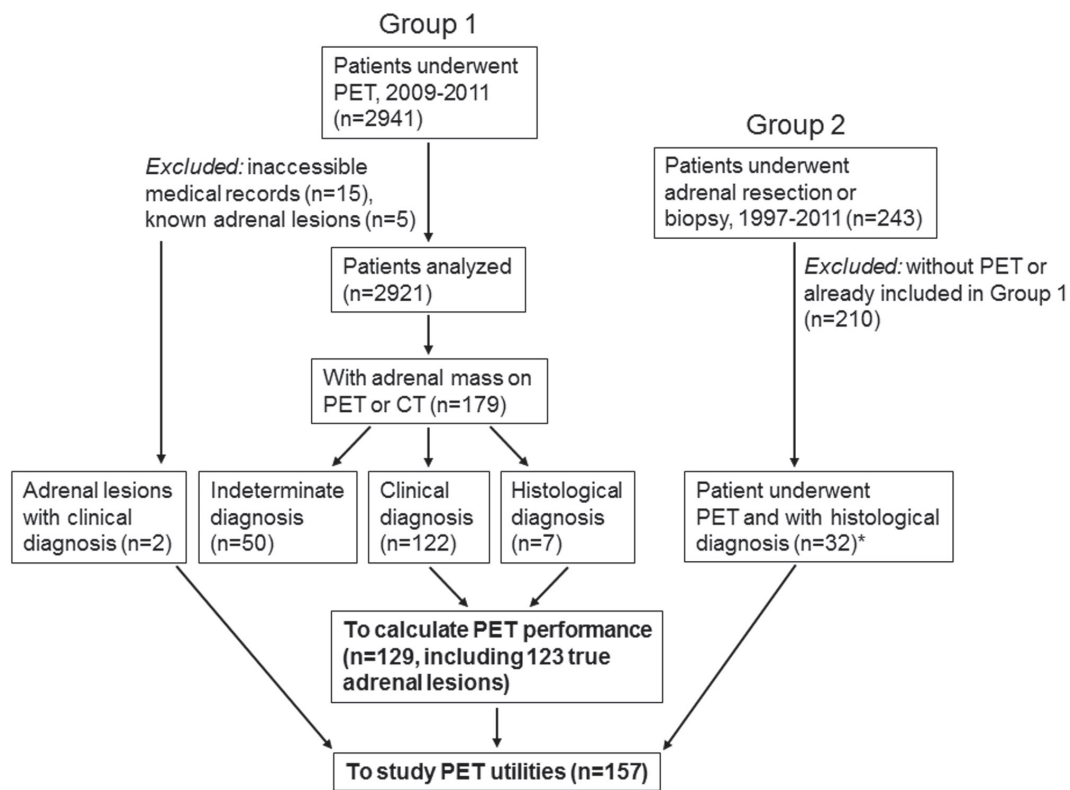 Group 1
Patients underwent
PET, 2009-2011
(n=2941)
Excluded: inaccessible
medical records (n=15),
known adrenal lesions (n=5)
Patients analyzed
(n=2921)
With adrenal mass on
PET or CT (n=179)
Group 2
Patients underwent
adrenal resection or
biopsy, 1997-2011 (n=243)
Excluded: without PET or
already included in Group 1
(n=210)
Adrenal lesions
with clinical
diagnosis (n=2)
Indeterminate
diagnosis
(n=50)
Clinical
diagnosis
(n=122)
Histological
diagnosis
(n=7)
Patient underwent
PET and with histological
diagnosis (n=32)*
To calculate PET performance
(n=129, including 123 true
adrenal lesions)
To study PET utilities (n=157)